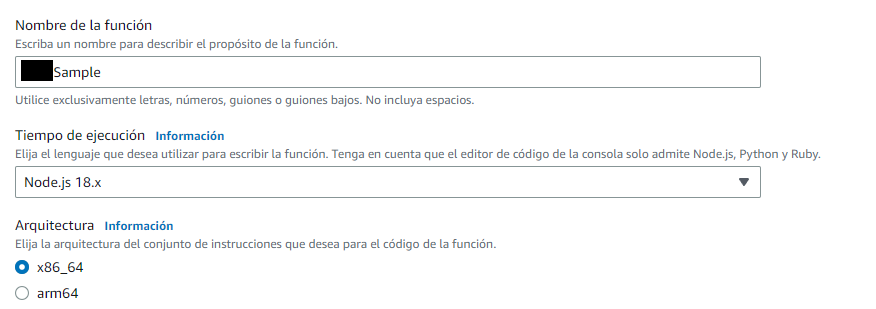 Nombre de la función
Escriba un nombre para describir el propósito de la función.
Sample
Utilice exclusivamente letras, números, guiones o guiones bajos. No incluya espacios.
Tiempo de ejecución Información
Elija el lenguaje que desea utilizar para escribir la función. Tenga en cuenta que el editor de código de la consola solo admite Node.js, Python y Ruby.
Node.js 18.x
Arquitectura Información
Elija la arquitectura del conjunto de instrucciones que desea para el código de la función.
x86_64
arm64